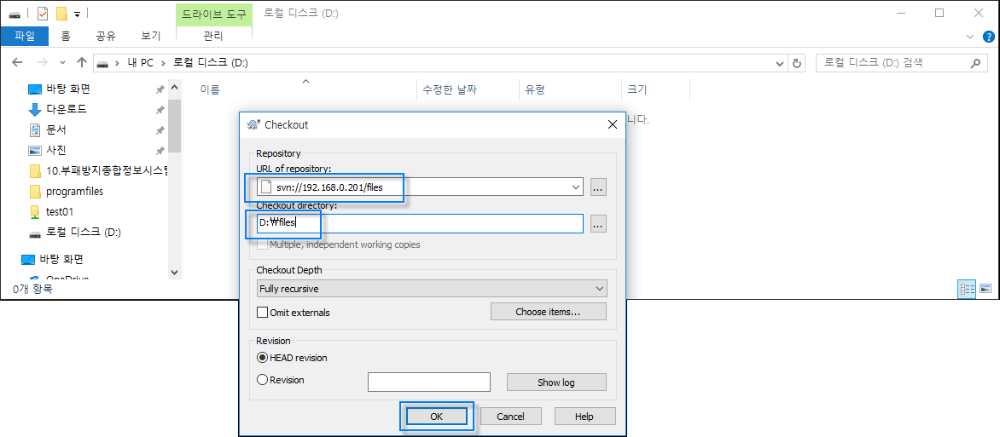 드라이브 도구 로컬 디스크 (D:)
파일 홈 공유 보기 관리
내 PC 로컬 디스크 (D:) 로컬 디스크 (D:) 검색
바탕 화면
다운로드
문서
사진
10.부패방지종합정보시스템
programfiles
test01
로컬 디스크 (D:)
바탕 화면
OneDrive
0개 항목
이름 수정한 날짜 유형 크기
니다.
Checkout
Repository
URL of repository:
svn://192.168.0.201/files
...
Checkout directory:
D:₩files
...
Multiple, independent working copies
Checkout Depth
Fully recursive
Omit externals
Choose items...
Revision
HEAD revision
Revision
Show log
OK Cancel Help